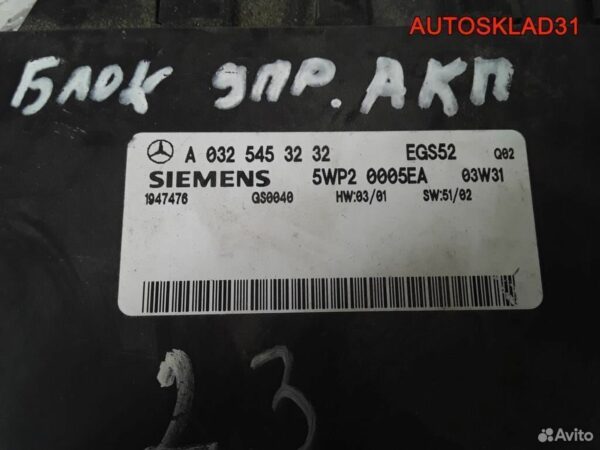 AUTOSKLAD31
БЛОК УПР. АКП
A 032 545 32 32 EGS52 Q02
SIEMENS 5WP2 0005EA 03W31
1947476 GS0040 HW:03/01 SW:51/02
23
Avito